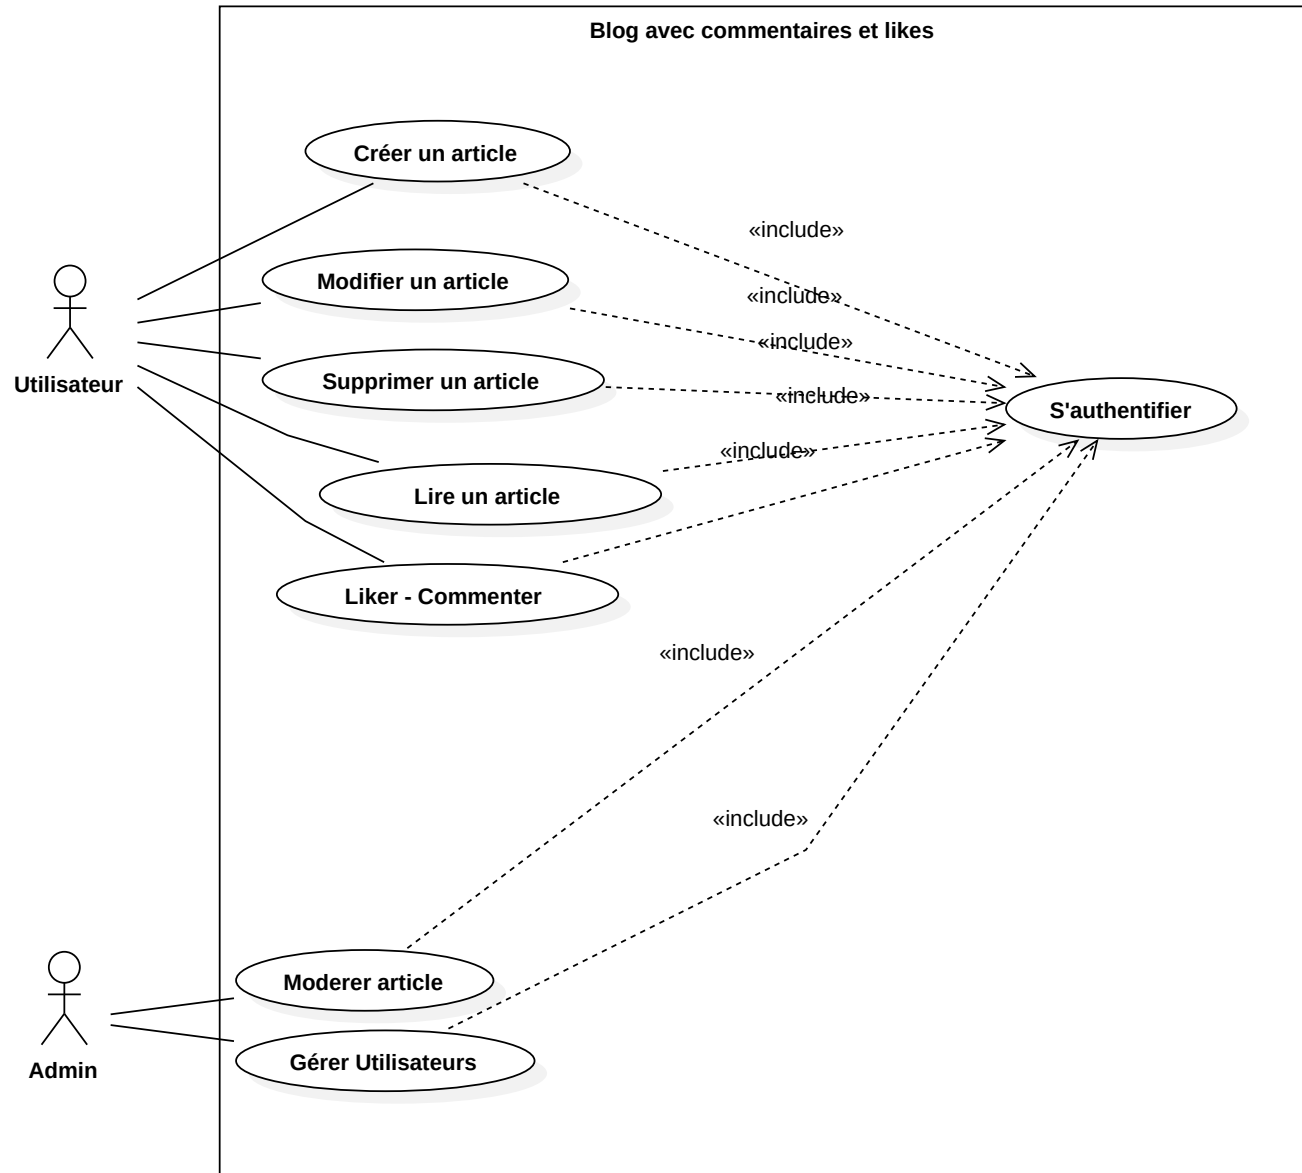 Blog avec commentaires et likes
Créer un article
«include»
Modifier un article
«include»
«include»
Utilisateur
Supprimer un article
«include»
S'authentifier
«include»
Lire un article
Liker - Commenter
«include»
«include»
Moderer article
Admin
Gérer Utilisateurs